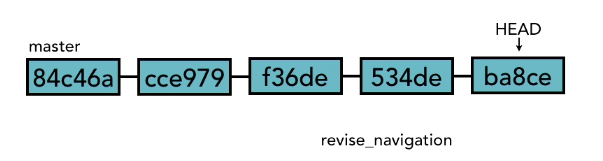 HEAD
master
84c46a cce979 f36de 534de ba8ce
revise_navigation